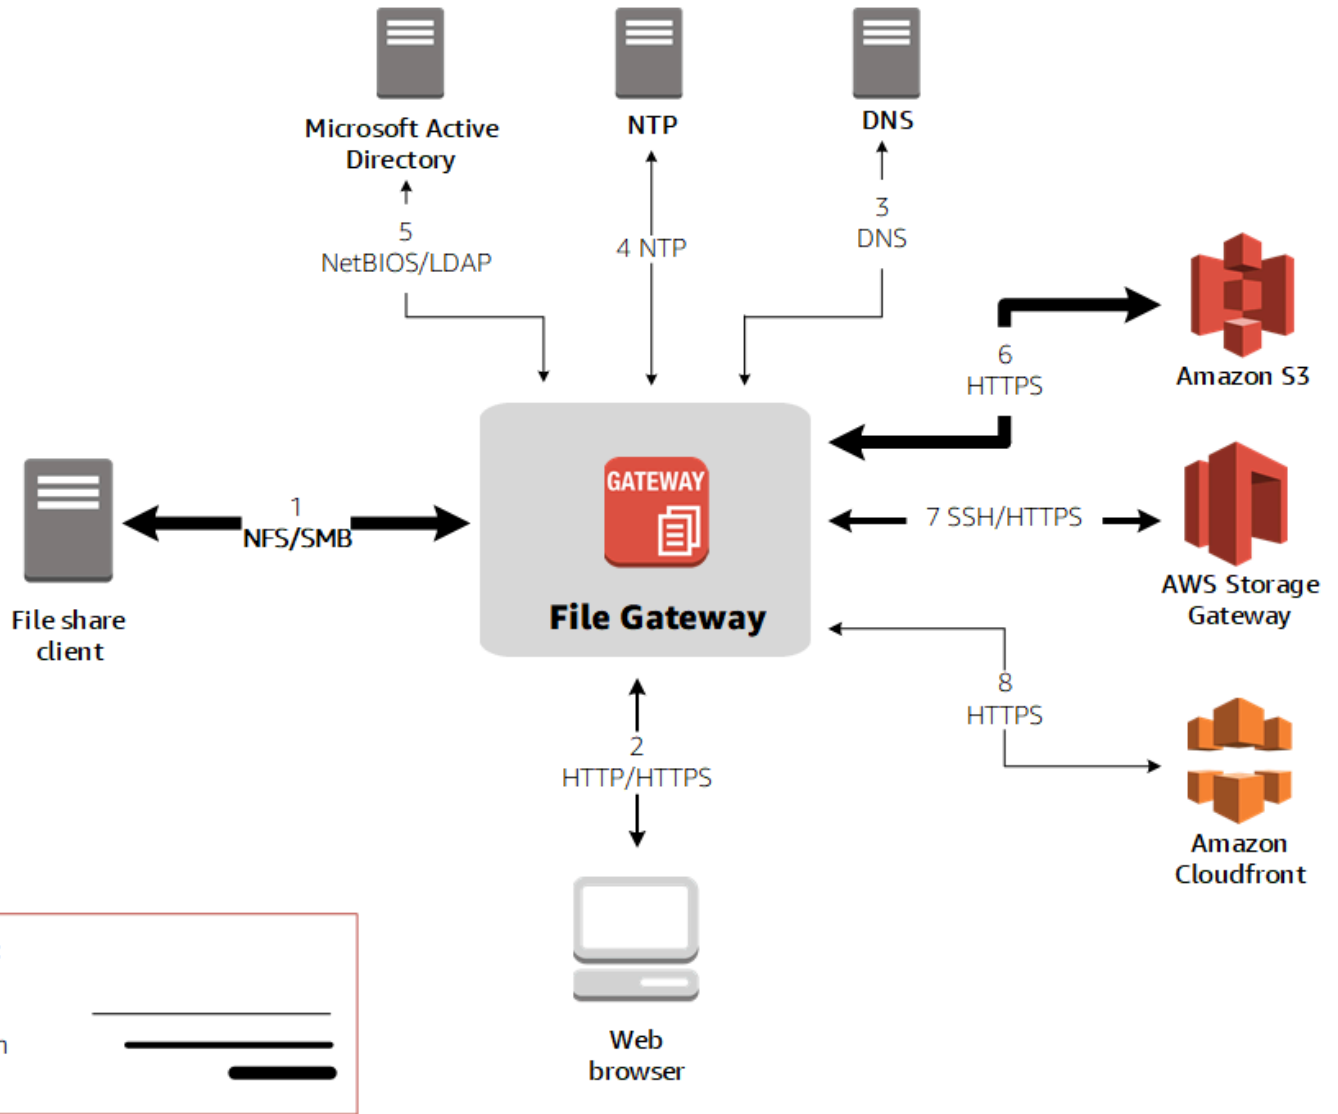 Microsoft Active
Directory
NTP
DNS
5
NetBIOS/LDAP
4 NTP
3
DNS
6
HTTPS
Amazon S3
1
NFS/SMB
GATEWAY
File Gateway
7 SSH/HTTPS
AWS Storage
Gateway
File share
client
8
HTTPS
2
HTTP/HTTPS
Amazon
Cloudfront
Web
browser